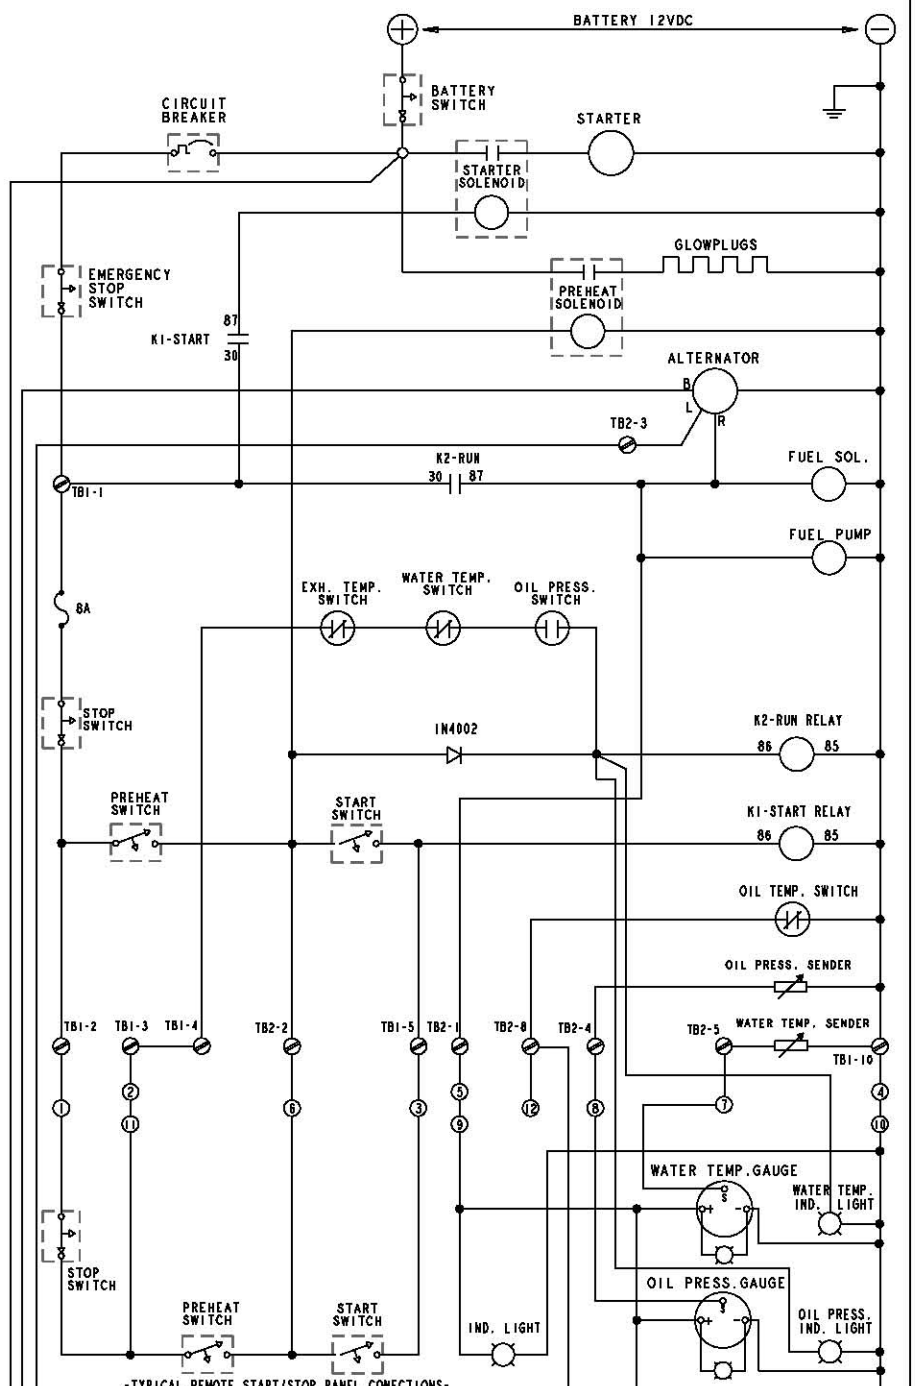 BATTERY 12VDC
+
−
BATTERY
SWITCH
CIRCUIT
BREAKER
STARTER
STARTER
SOLENOID
GLOWPLUGS
EMERGENCY
STOP
SWITCH
PREHEAT
SOLENOID
87
K1-START
30
ALTERNATOR
B
L
R
TB2-3
K2-RUN
30
87
FUEL SOL.
TB1-1
FUEL PUMP
EXH. TEMP.
SWITCH
WATER TEMP.
SWITCH
OIL PRESS.
SWITCH
8A
STOP
SWITCH
1N4002
K2-RUN RELAY
86
85
PREHEAT
SWITCH
START
SWITCH
K1-START RELAY
86
85
OIL TEMP. SWITCH
OIL PRESS. SENDER
TB1-2
TB1-3
TB1-4
TB2-2
TB1-5
TB2-1
TB2-8
TB2-4
TB2-5
WATER TEMP. SENDER
TB1-10
1
2
11
6
3
5
9
12
8
7
4
10
WATER TEMP.GAUGE
S
+
-
WATER TEMP.
IND. LIGHT
STOP
SWITCH
OIL PRESS.GAUGE
S
+
-
PREHEAT
SWITCH
START
SWITCH
IND. LIGHT
OIL PRESS.
IND. LIGHT
-TYPICAL REMOTE START/STOP PANEL CONECTIONS-